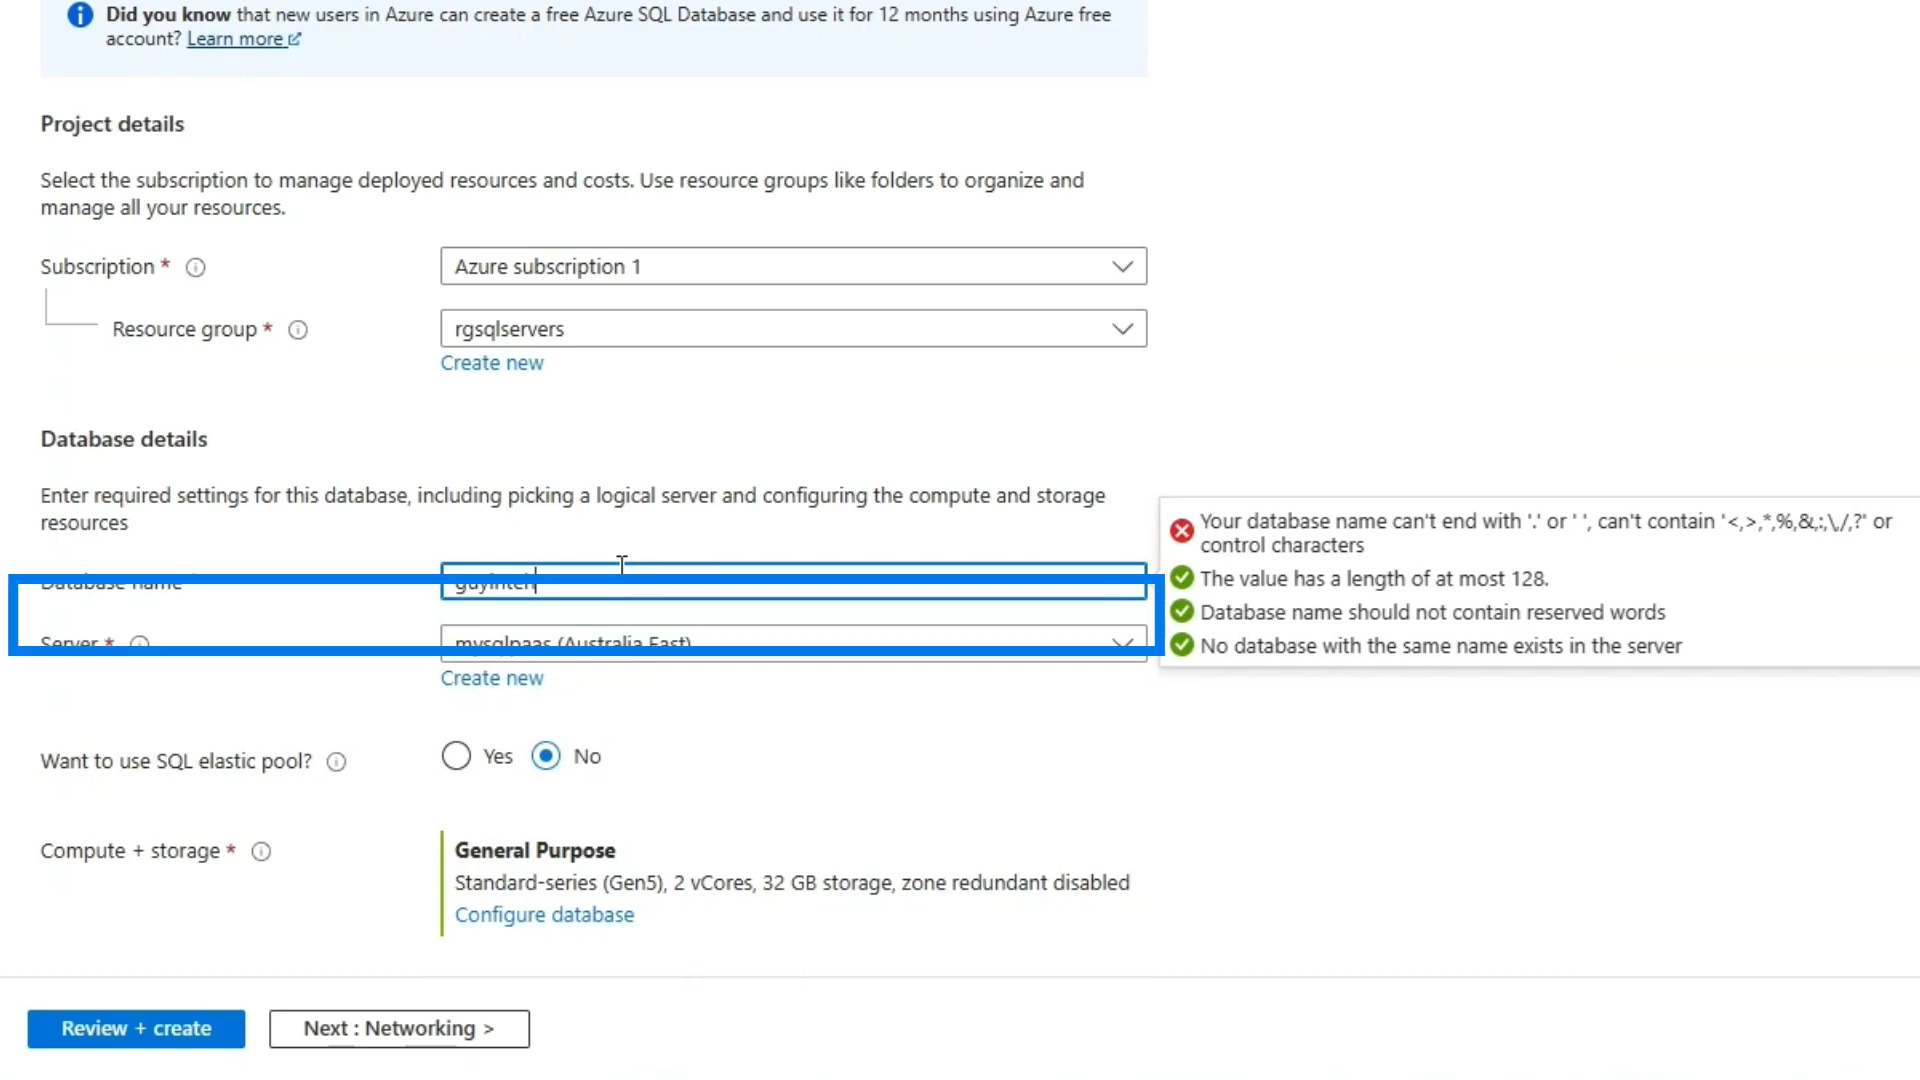 Did you know that new users in Azure can create a free Azure SQL Database and use it for 12 months using Azure free
account? Learn more
Project details
Select the subscription to manage deployed resources and costs. Use resource groups like folders to organize and
manage all your resources.
Subscription *
Azure subscription 1
Resource group *
rgsqlservers
Create new
Database details
Enter required settings for this database, including picking a logical server and configuring the compute and storage
resources
Your database name can't end with '.' or ' ', can't contain '<,>,*,%,&,:,\,/,?' or
control characters
Database name
The value has a length of at most 128.
Database name should not contain reserved words
Server *
mysqlpaas (Australia East)
No database with the same name exists in the server
Create new
Want to use SQL elastic pool?
Yes No
Compute + storage *
General Purpose
Standard-series (Gen5), 2 vCores, 32 GB storage, zone redundant disabled
Configure database
Review + create
Next : Networking >